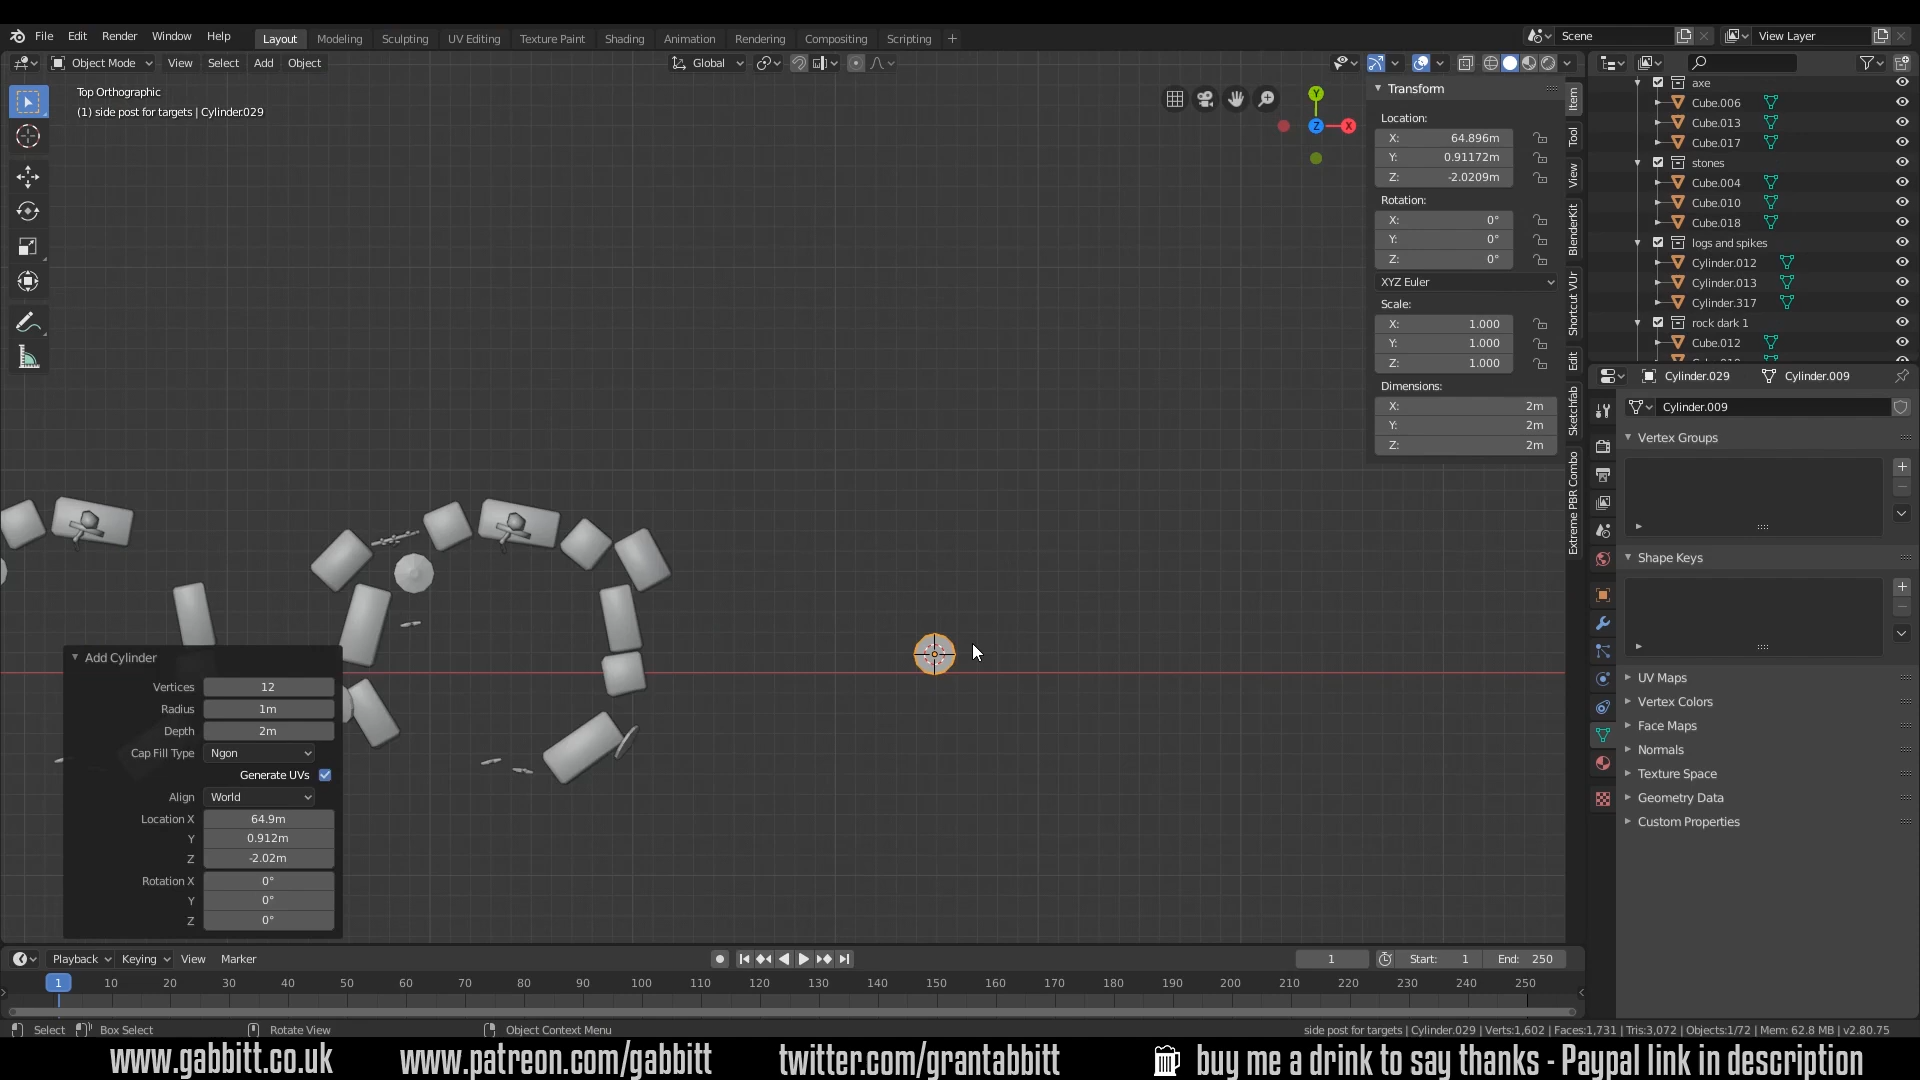 File Edit Render Window Help Layout Modeling Sculpting UV Editing Texture Paint Shading Animation Rendering Compositing Scripting + Scene View Layer
Object Mode View Select Add Object Global
Top Orthographic
(1) side post for targets | Cylinder.029
Y
Z
X
Transform
Location:
X: 64.896m
Y: 0.91172m
Z: -2.0209m
Rotation:
X: 0°
Y: 0°
Z: 0°
XYZ Euler
Scale:
X: 1.000
Y: 1.000
Z: 1.000
Dimensions:
X: 2m
Y: 2m
Z: 2m
Item
Tool
View
BlenderKit
Shortcut VUr
Edit
Sketchfab
Extreme PBR Combo
axe
Cube.006
Cube.013
Cube.017
stones
Cube.004
Cube.010
Cube.018
logs and spikes
Cylinder.012
Cylinder.013
Cylinder.317
rock dark 1
Cube.012
Cylinder.029 Cylinder.009
Cylinder.009
Vertex Groups
Shape Keys
UV Maps
Vertex Colors
Face Maps
Normals
Texture Space
Geometry Data
Custom Properties
Add Cylinder
Vertices 12
Radius 1m
Depth 2m
Cap Fill Type Ngon
Generate UVs
Align World
Location X 64.9m
Y 0.912m
Z -2.02m
Rotation X 0°
Y 0°
Z 0°
Playback Keying View Marker 1 Start: 1 End: 250
1 10 20 30 40 50 60 70 80 90 100 110 120 130 140 150 160 170 180 190 200 210 220 230 240 250
Select Box Select Rotate View Object Context Menu side post for targets | Cylinder.029 | Verts:1,602 | Faces:1,731 | Tris:3,072 | Objects:1/72 | Mem: 62.8 MB | v2.80.75
www.gabbitt.co.uk www.patreon.com/gabbitt twitter.com/grantabbitt buy me a drink to say thanks - Paypal link in description